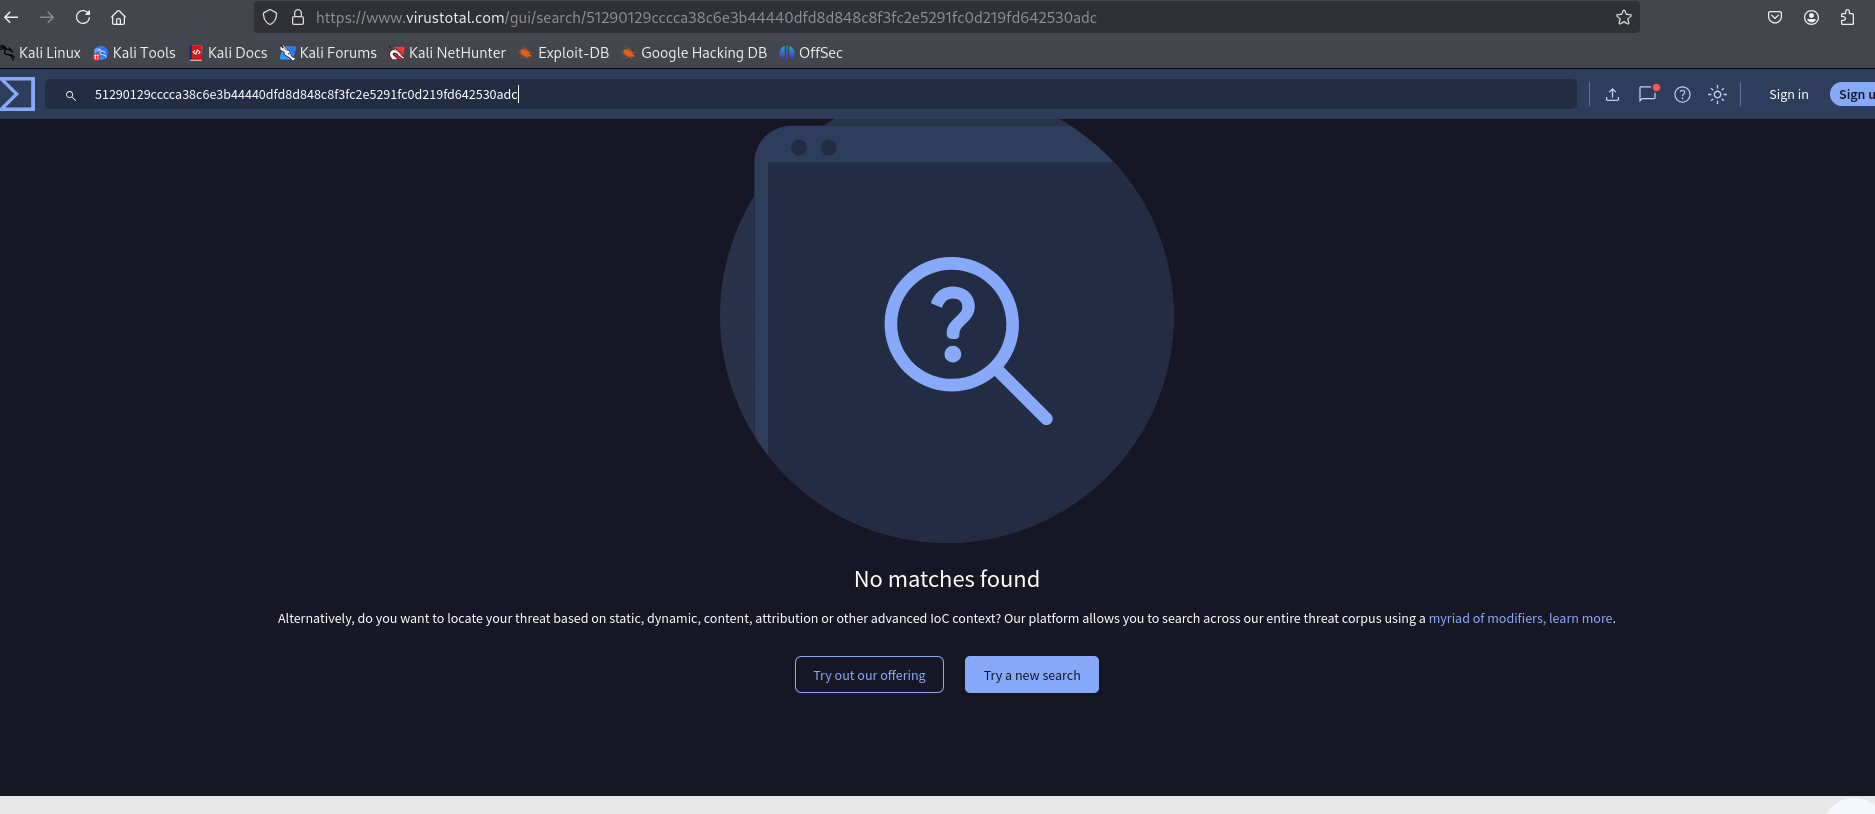 https://www.virustotal.com/gui/search/51290129cccca38c6e3b44440dfd8d848c8f3fc2e5291fc0d219fd642530adc
Kali Linux Kali Tools Kali Docs Kali Forums Kali NetHunter Exploit-DB Google Hacking DB OffSec
51290129cccca38c6e3b44440dfd8d848c8f3fc2e5291fc0d219fd642530adc Sign in Sign u
?
No matches found
Alternatively, do you want to locate your threat based on static, dynamic, content, attribution or other advanced IoC context? Our platform allows you to search across our entire threat corpus using a myriad of modifiers, learn more.
Try out our offering Try a new search